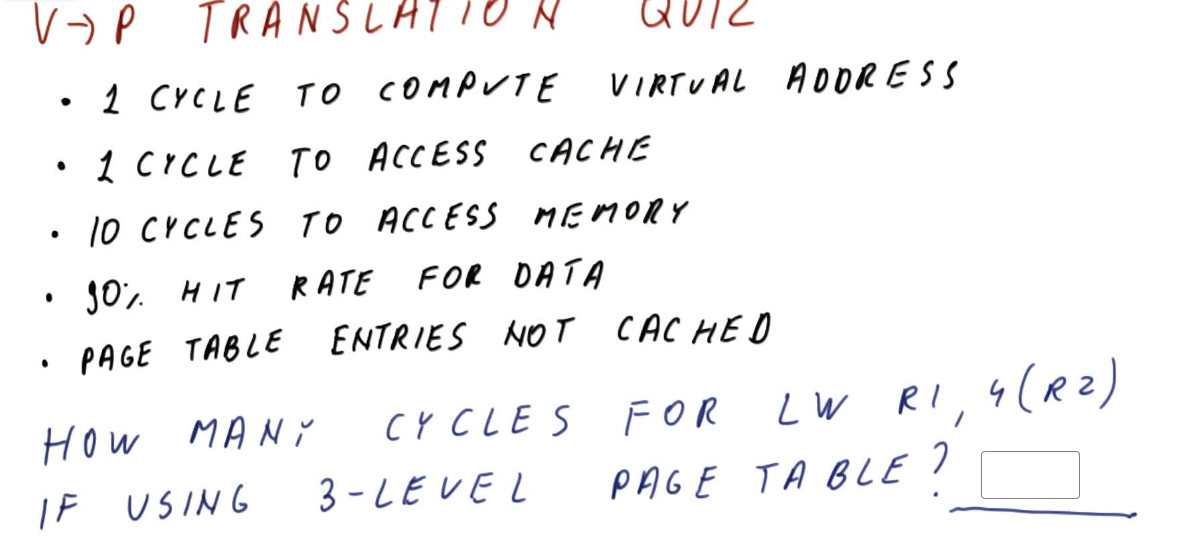 V→P TRANSLATION QUIZ
• 1 CYCLE TO COMPUTE VIRTUAL ADDRESS
• 1 CYCLE TO ACCESS CACHE
• 10 CYCLES TO ACCESS MEMORY
• 90% HIT RATE FOR DATA
• PAGE TABLE ENTRIES NOT CACHED
HOW MANY CYCLES FOR LW R1, 4(R2)
IF USING 3-LEVEL PAGE TABLE?